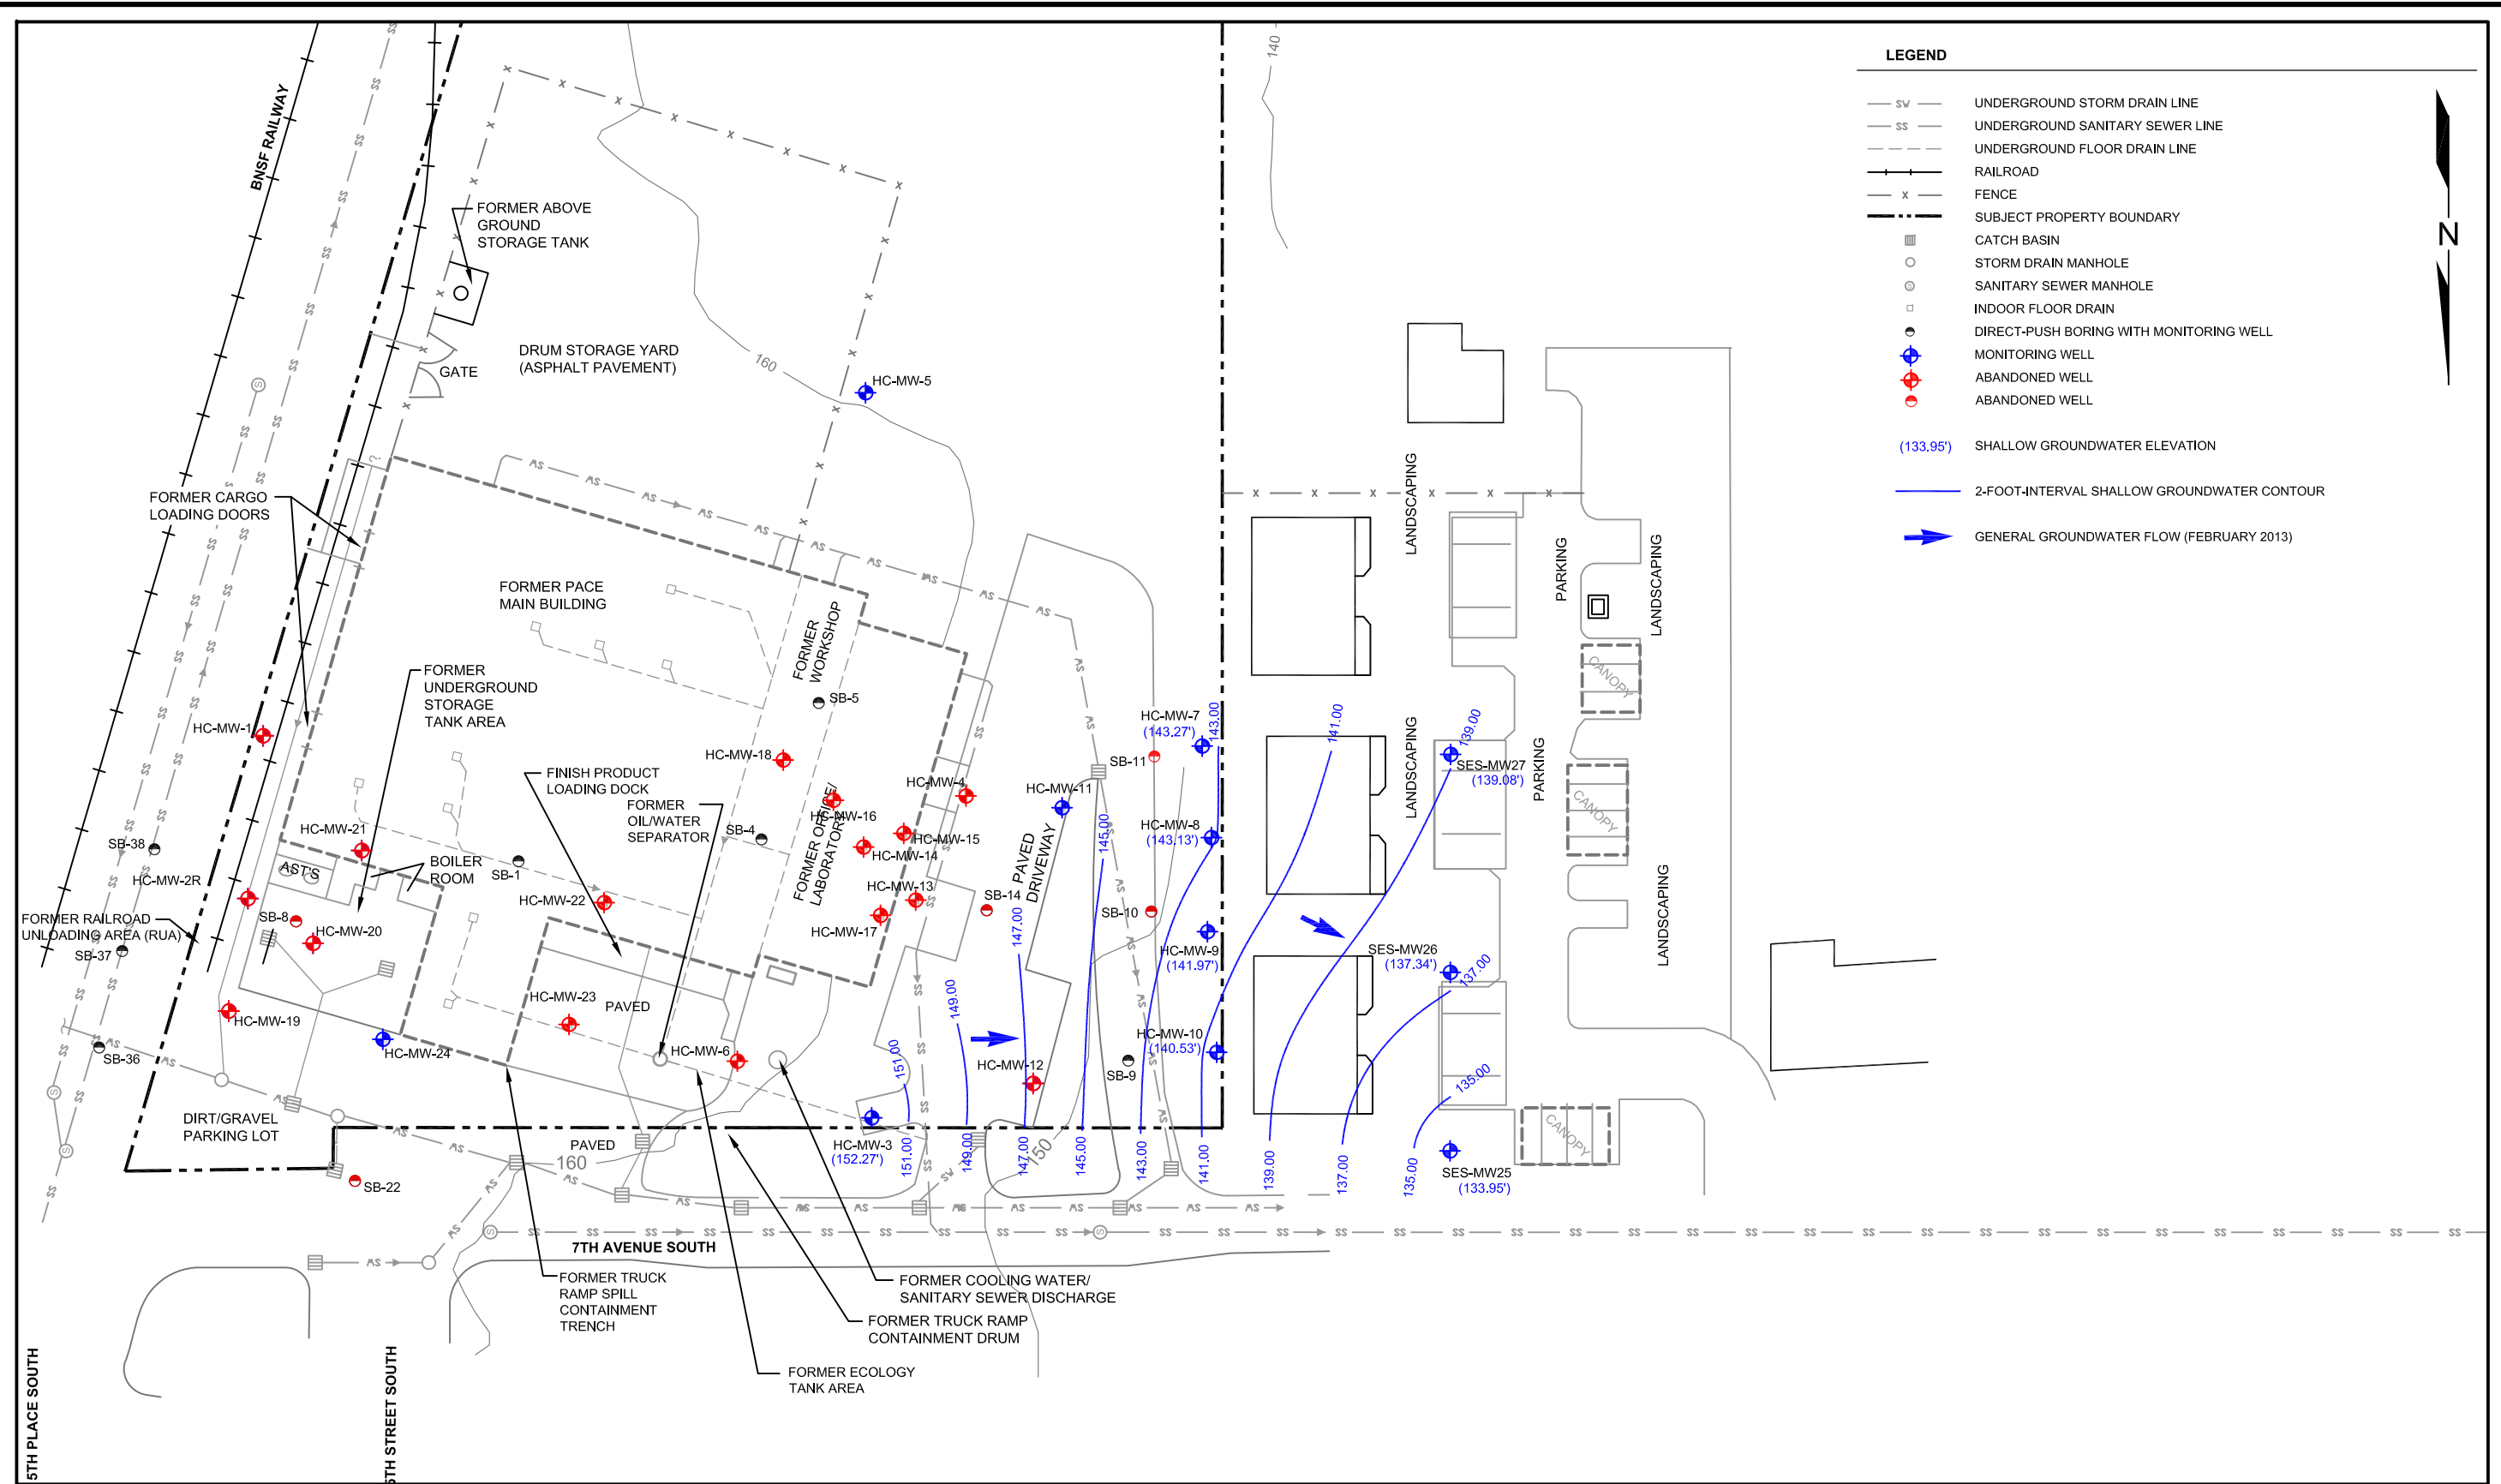 LEGEND
SW UNDERGROUND STORM DRAIN LINE
SS UNDERGROUND SANITARY SEWER LINE
UNDERGROUND FLOOR DRAIN LINE
RAILROAD
X FENCE
SUBJECT PROPERTY BOUNDARY
CATCH BASIN
STORM DRAIN MANHOLE
S SANITARY SEWER MANHOLE
INDOOR FLOOR DRAIN
DIRECT-PUSH BORING WITH MONITORING WELL
MONITORING WELL
ABANDONED WELL
ABANDONED WELL
(133.95') SHALLOW GROUNDWATER ELEVATION
2-FOOT-INTERVAL SHALLOW GROUNDWATER CONTOUR
GENERAL GROUNDWATER FLOW (FEBRUARY 2013)
N
BNSF RAILWAY
140
FORMER ABOVE
GROUND
STORAGE TANK
DRUM STORAGE YARD
(ASPHALT PAVEMENT)
GATE
160
HC-MW-5
FORMER CARGO
LOADING DOORS
FORMER PACE
MAIN BUILDING
FORMER
WORKSHOP
FORMER
UNDERGROUND
STORAGE
TANK AREA
SB-5
HC-MW-1
HC-MW-18
FINISH PRODUCT
LOADING DOCK
FORMER
OIL/WATER
SEPARATOR
HC-MW-4
HC-MW-16
HC-MW-15
HC-MW-14
SB-4
FORMER OFFICE/
LABORATORY
HC-MW-13
HC-MW-17
HC-MW-11
PAVED
DRIVEWAY
SB-11
HC-MW-7
(143.27')
143.00
HC-MW-8
(143.13')
145.00
141.00
139.00
SES-MW27
(139.08')
LANDSCAPING
LANDSCAPING
LANDSCAPING
LANDSCAPING
PARKING
PARKING
CANOPY
CANOPY
CANOPY
SB-38
HC-MW-21
AST'S
BOILER
ROOM
SB-1
HC-MW-2R
HC-MW-22
SB-8
HC-MW-20
FORMER RAILROAD
UNLOADING AREA (RUA)
SB-37
SB-14
SB-10
147.00
149.00
HC-MW-9
(141.97')
SES-MW26
(137.34')
137.00
HC-MW-19
HC-MW-23
PAVED
HC-MW-24
SB-36
HC-MW-6
HC-MW-12
HC-MW-10
(140.53')
SB-9
151.00
135.00
DIRT/GRAVEL
PARKING LOT
PAVED
160
HC-MW-3
(152.27')
151.00
149.00
147.00
150
145.00
143.00
141.00
139.00
137.00
135.00
SES-MW25
(133.95')
SB-22
7TH AVENUE SOUTH
FORMER TRUCK
RAMP SPILL
CONTAINMENT
TRENCH
FORMER COOLING WATER/
SANITARY SEWER DISCHARGE
FORMER TRUCK RAMP
CONTAINMENT DRUM
FORMER ECOLOGY
TANK AREA
5TH PLACE SOUTH
5TH STREET SOUTH